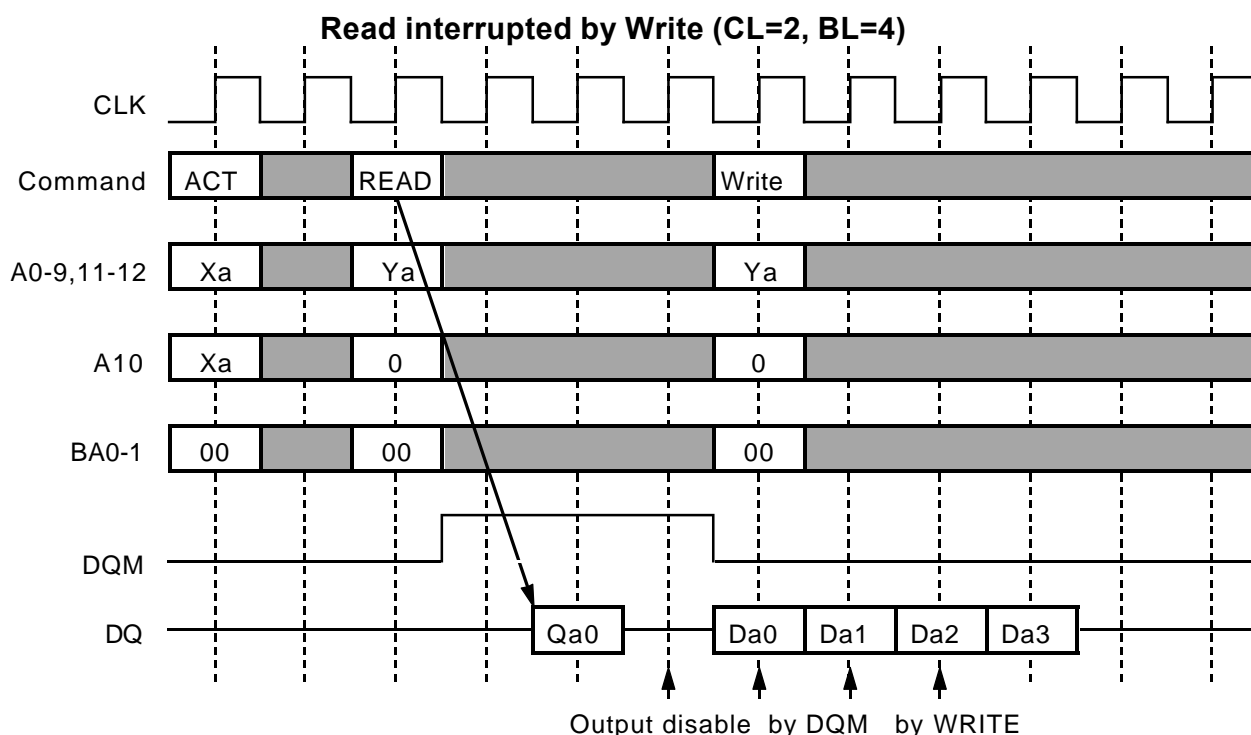 Read interrupted by Write (CL=2, BL=4)
CLK
Command ACT READ Write
A0-9,11-12 Xa Ya Ya
A10 Xa 0 0
BA0-1 00 00 00
DQM
DQ Qa0 Da0 Da1 Da2 Da3
Output disable by DQM by WRITE